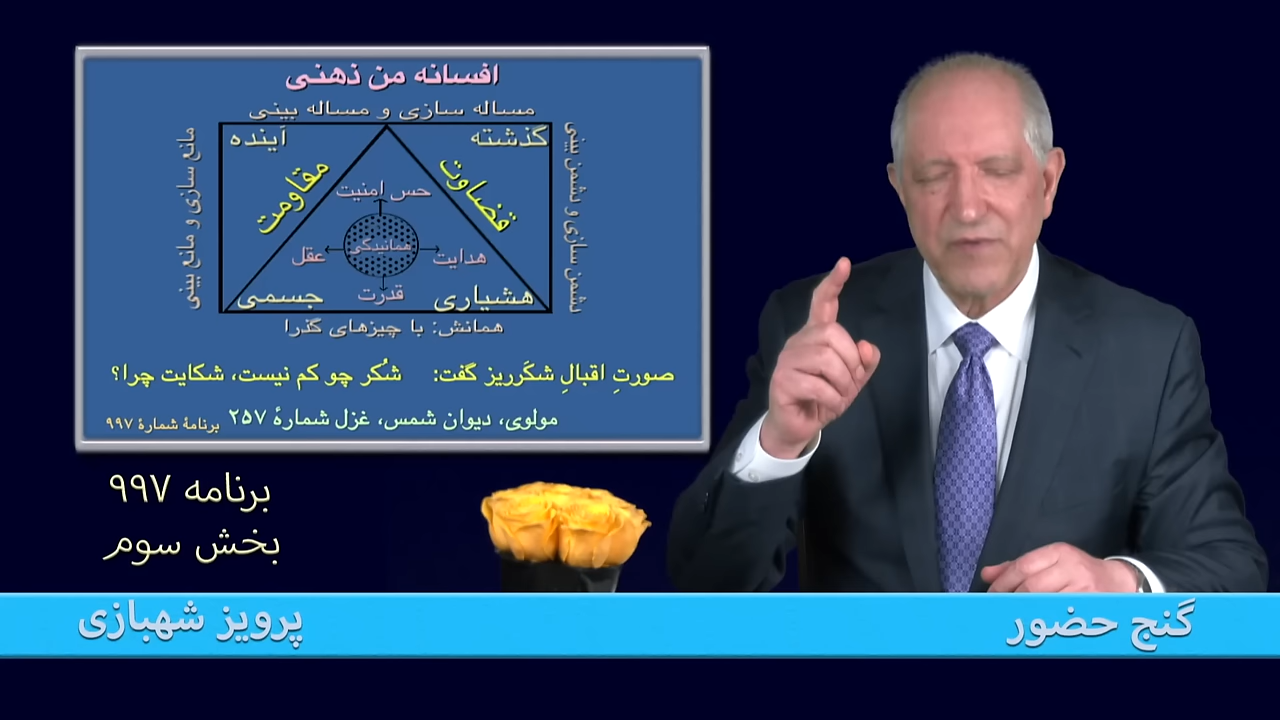 افسانه من ذهنی
مساله سازی و مساله بینی
گذشته
آینده
مانع سازی و مانع بینی
دشمن سازی و دشمن بینی
قضاوت
مقاومت
حس امنیت
همانیدگی
هدایت
عقل
قدرت
هشیاری
جسمی
همانش: با چیزهای گذرا
صورتِ اقبالِ شکَرریز گفت: شُکر چو کم نیست، شکایت چرا؟
مولوی، دیوان شمس، غزل شمارهٔ ۲۵۷
برنامهٔ شمارهٔ ۹۹۷
برنامه ۹۹۷
بخش سوم
گنج حضور
پرویز شهبازی